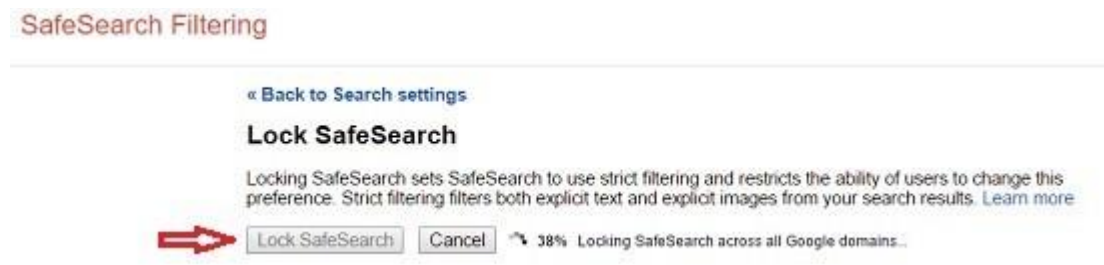 SafeSearch Filtering
« Back to Search settings
Lock SafeSearch
Locking SafeSearch sets SafeSearch to use strict filtering and restricts the ability of users to change this
preference. Strict filtering filters both explicit text and explicit images from your search results. Learn more
Lock SafeSearch Cancel 38% Locking SafeSearch across all Google domains...